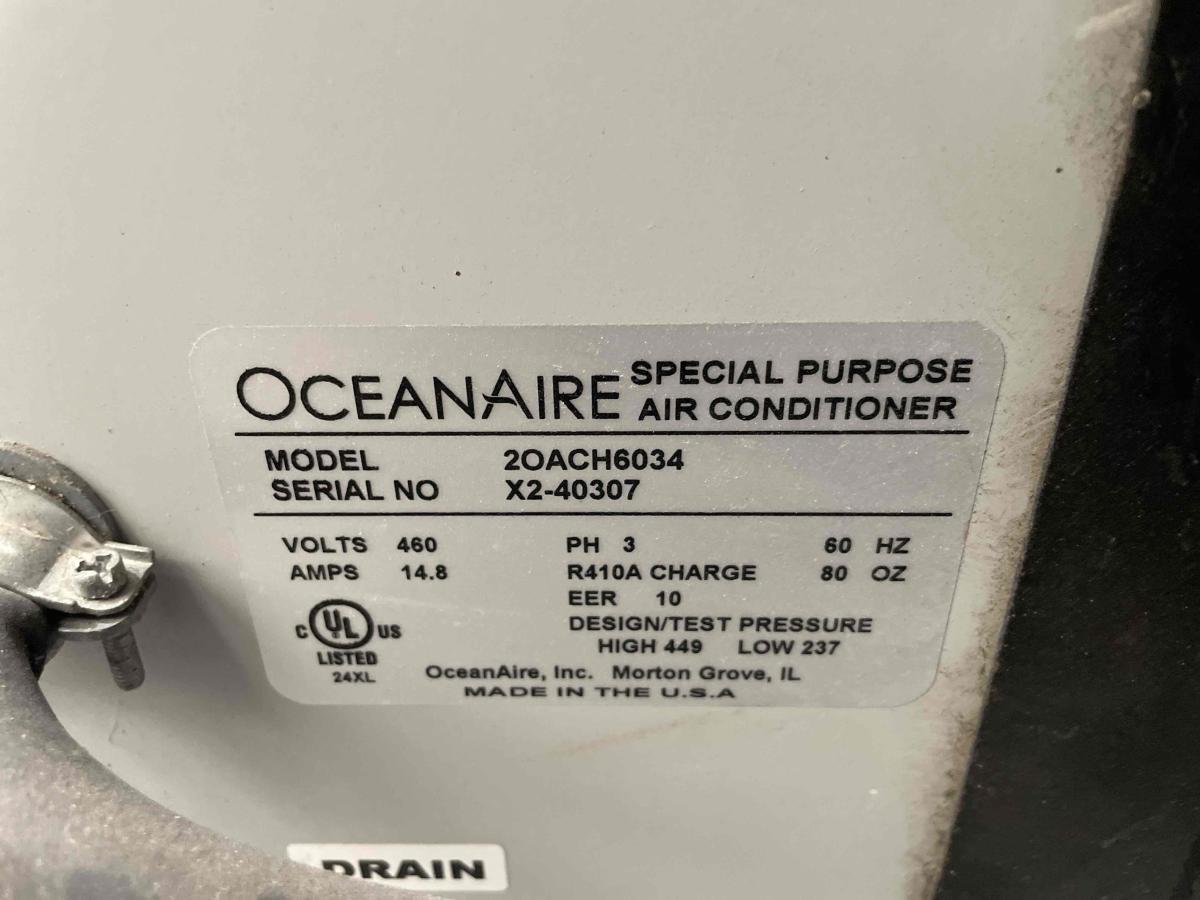 OCEANAIRE SPECIAL PURPOSE
AIR CONDITIONER
MODEL 2OACH6034
SERIAL NO X2-40307
VOLTS 460 PH 3 60 HZ
AMPS 14.8 R410A CHARGE 80 OZ
EER 10
C UL US DESIGN/TEST PRESSURE
LISTED HIGH 449 LOW 237
24XL OceanAire, Inc. Morton Grove, IL
MADE IN THE U.S.A
DRAIN